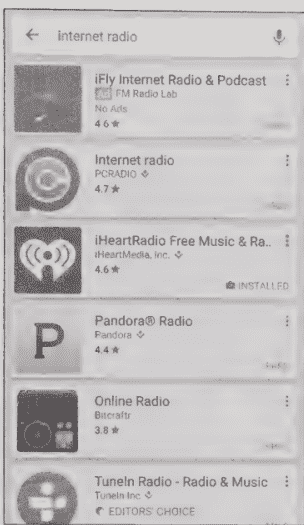 internet radio
iFly Internet Radio & Podcast
Ad FM Radio Lab
No Ads
4.6 ★
Internet radio
PCRADIO
4.7 ★
iHeartRadio Free Music & Ra..
iHeartMedia, Inc.
4.6 ★
INSTALLED
P
Pandora® Radio
Pandora
4.4 ★
Online Radio
Bitcraftr
3.8 ★
TuneIn Radio - Radio & Music
TuneIn Inc
EDITORS' CHOICE